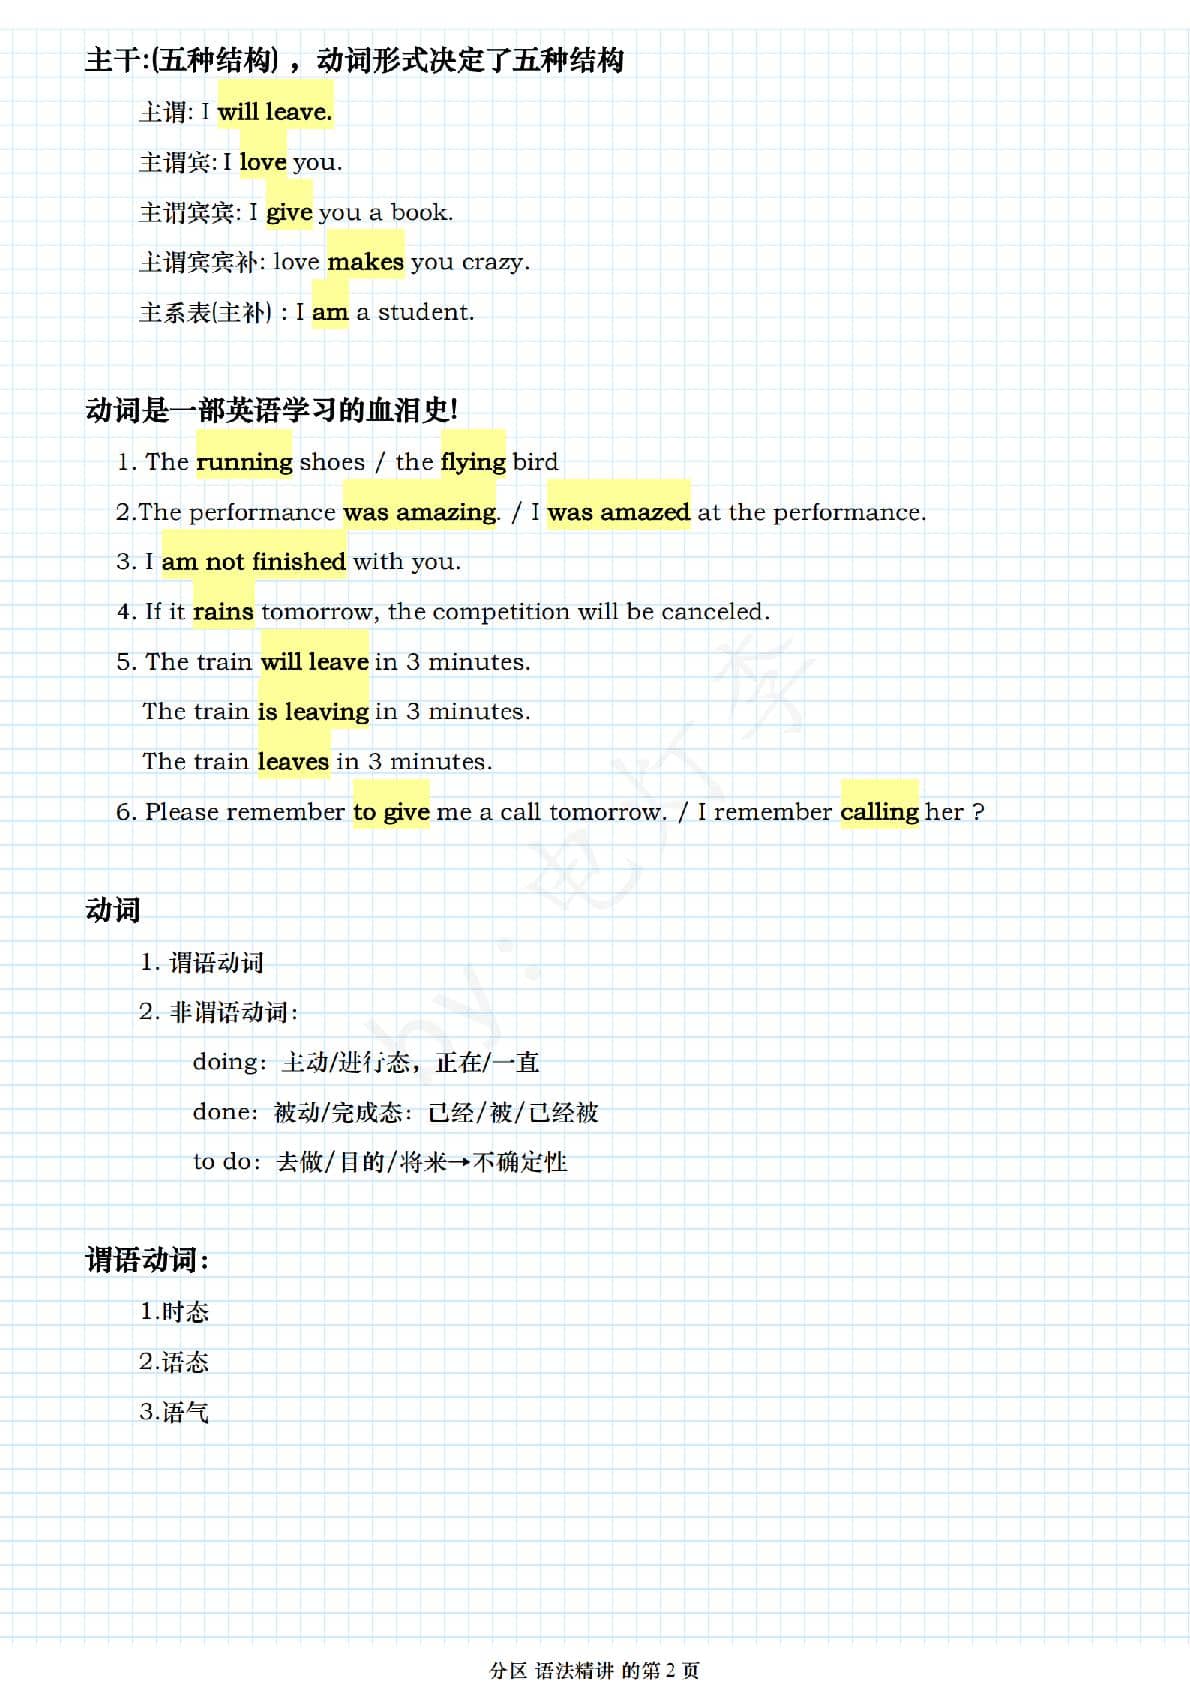 主干:(五种结构) ，动词形式决定了五种结构
主谓: I will leave.
主谓宾: I love you.
主谓宾宾: I give you a book.
主谓宾宾补: love makes you crazy.
主系表(主补) : I am a student.
动词是一部英语学习的血泪史!
1. The running shoes / the flying bird
2.The performance was amazing. / I was amazed at the performance.
3. I am not finished with you.
4. If it rains tomorrow, the competition will be canceled.
5. The train will leave in 3 minutes.
The train is leaving in 3 minutes.
The train leaves in 3 minutes.
6. Please remember to give me a call tomorrow. / I remember calling her ?
动词
1. 谓语动词
2. 非谓语动词：
doing：主动/进行态，正在/一直
done：被动/完成态：已经/被/已经被
to do：去做/目的/将来→不确定性
谓语动词：
1.时态
2.语态
3.语气
by: 电灯李
分区 语法精讲 的第 2 页